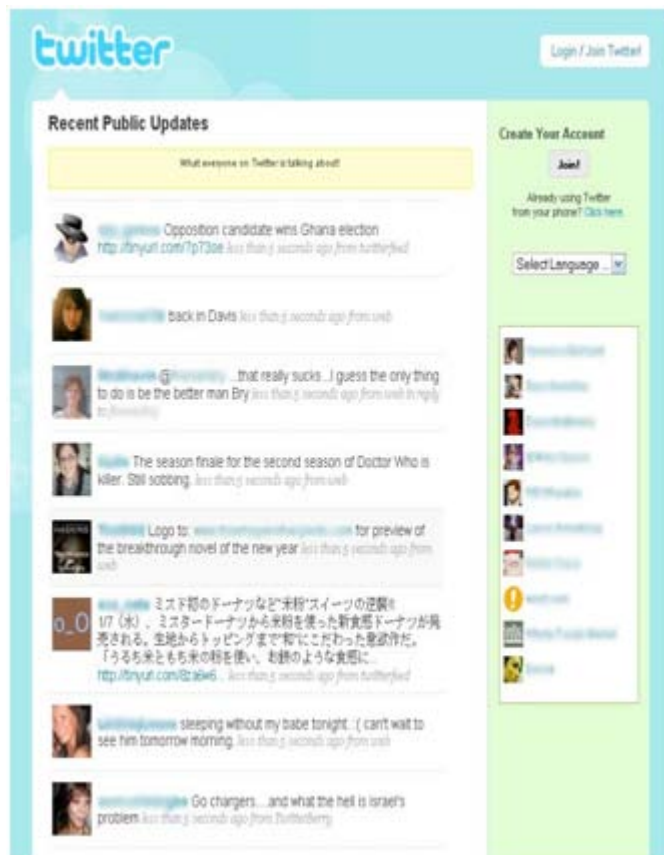 twitter
Login / Join Twitter!
Recent Public Updates
What everyone on Twitter is talking about!
Opposition candidate wins Ghana election
http://tinyurl.com/7p73oe less than 5 seconds ago from twitterfeed
back in Davis less than 5 seconds ago from web
@ ...that really sucks...I guess the only thing
to do is be the better man Bry less than 5 seconds ago from web in reply
to
The season finale for the second season of Doctor Who is
killer. Still sobbing. less than 5 seconds ago from web
Logo to: for preview of
the breakthrough novel of the new year less than 5 seconds ago from
web
o_O
ミスド初のドーナツなど"米粉"スイーツの逆襲!!
1/7（水）、ミスタードーナツから米粉を使った新食感ドーナツが発
売される。生地からトッピングまで"和"にこだわった意欲作だ。
「うるち米ともち米の粉を使い、お餅のような食感に...
http://tinyurl.com/8za6w6... less than 5 seconds ago from twitterfeed
sleeping without my babe tonight. :( can't wait to
see him tomorrow morning. less than 5 seconds ago from web
Go chargers....and what the hell is israel's
problem less than 5 seconds ago from Twitterberry
Create Your Account
Join!
Already using Twitter
from your phone? Click here.
Select Language ...